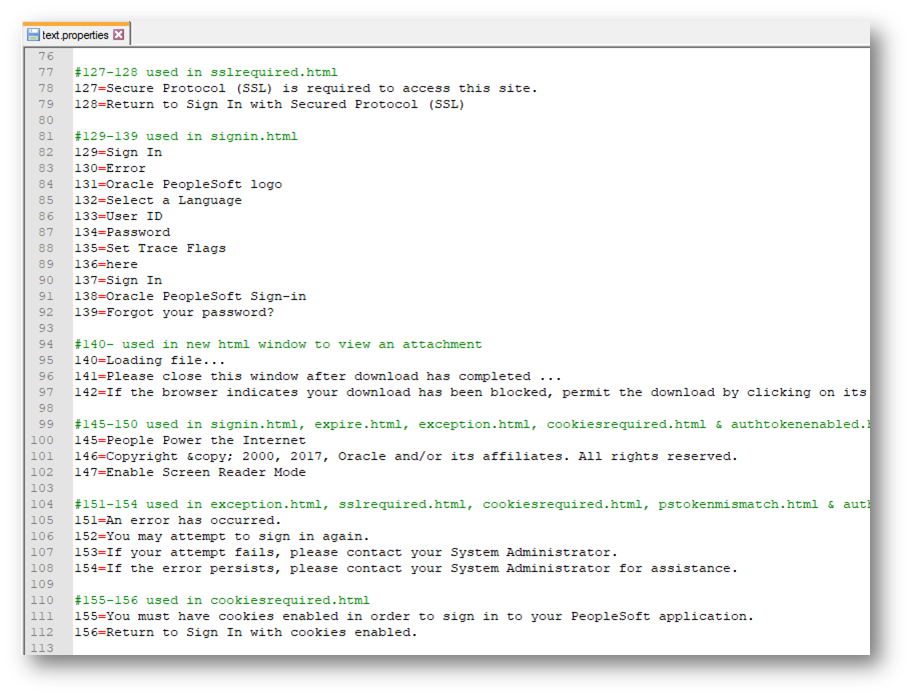 text.properties
76
77 #127-128 used in sslrequired.html
78 127=Secure Protocol (SSL) is required to access this site.
79 128=Return to Sign In with Secured Protocol (SSL)
80
81 #129-139 used in signin.html
82 129=Sign In
83 130=Error
84 131=Oracle PeopleSoft logo
85 132=Select a Language
86 133=User ID
87 134=Password
88 135=Set Trace Flags
89 136=here
90 137=Sign In
91 138=Oracle PeopleSoft Sign-in
92 139=Forgot your password?
93
94 #140- used in new html window to view an attachment
95 140=Loading file...
96 141=Please close this window after download has completed ...
97 142=If the browser indicates your download has been blocked, permit the download by clicking on its
98
99 #145-150 used in signin.html, expire.html, exception.html, cookiesrequired.html & authtokenenabled.
100 145=People Power the Internet
101 146=Copyright &copy; 2000, 2017, Oracle and/or its affiliates. All rights reserved.
102 147=Enable Screen Reader Mode
103
104 #151-154 used in exception.html, sslrequired.html, cookiesrequired.html, pstokenmismatch.html &
105 151=An error has occurred.
106 152=You may attempt to sign in again.
107 153=If your attempt fails, please contact your System Administrator.
108 154=If the error persists, please contact your System Administrator for assistance.
109
110 #155-156 used in cookiesrequired.html
111 155=You must have cookies enabled in order to sign in to your PeopleSoft application.
112 156=Return to Sign In with cookies enabled.
113